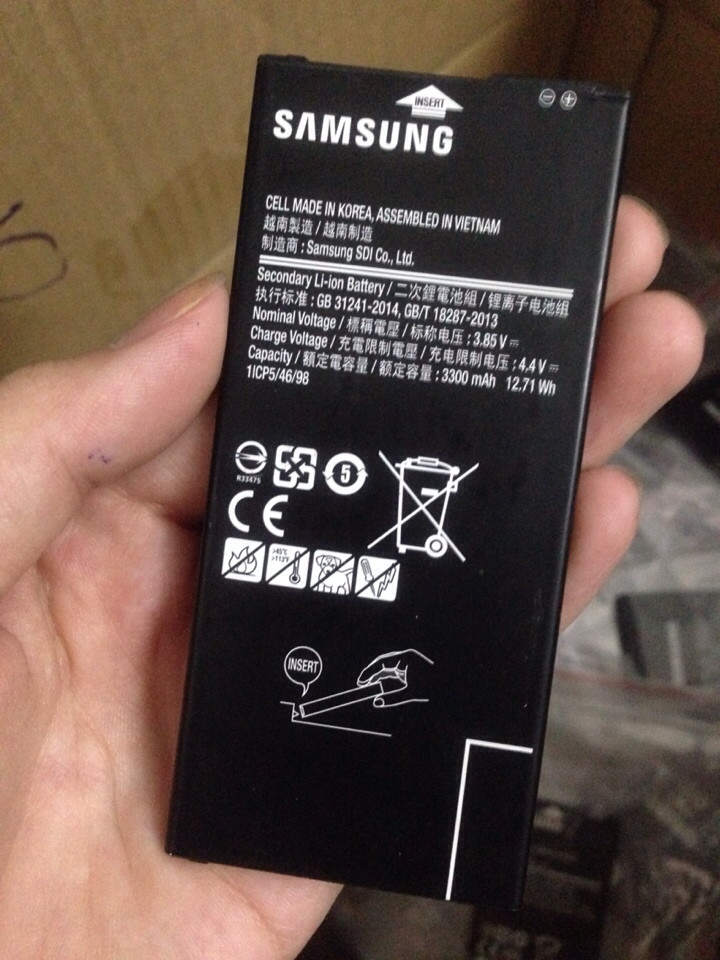 INSERT
SAMSUNG
CELL MADE IN KOREA, ASSEMBLED IN VIETNAM
越南製造 / 越南制造
制造商 : Samsung SDI Co., Ltd.
Secondary Li-ion Battery / 二次鋰電池組 / 锂离子电池组
执行标准 : GB 31241-2014, GB/T 18287-2013
Nominal Voltage / 標稱電壓 / 标称电压 : 3.85 V
Charge Voltage / 充電限制電壓 / 充电限制电压 : 4.4 V
Capacity / 額定電容量 / 额定容量 : 3300 mAh 12.71 Wh
1ICP5/46/98
5
R33475
CE
>45°C
>113°F
INSERT